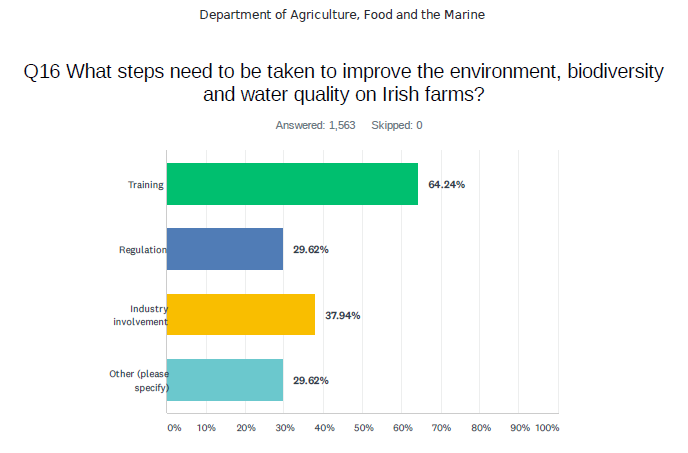 Department of Agriculture, Food and the Marine
Q16 What steps need to be taken to improve the environment, biodiversity
and water quality on Irish farms?
Answered: 1,563 Skipped: 0
Training
64.24%
Regulation
29.62%
Industry
involvement
37.94%
Other (please
specify)
29.62%
0% 10% 20% 30% 40% 50% 60% 70% 80% 90% 100%